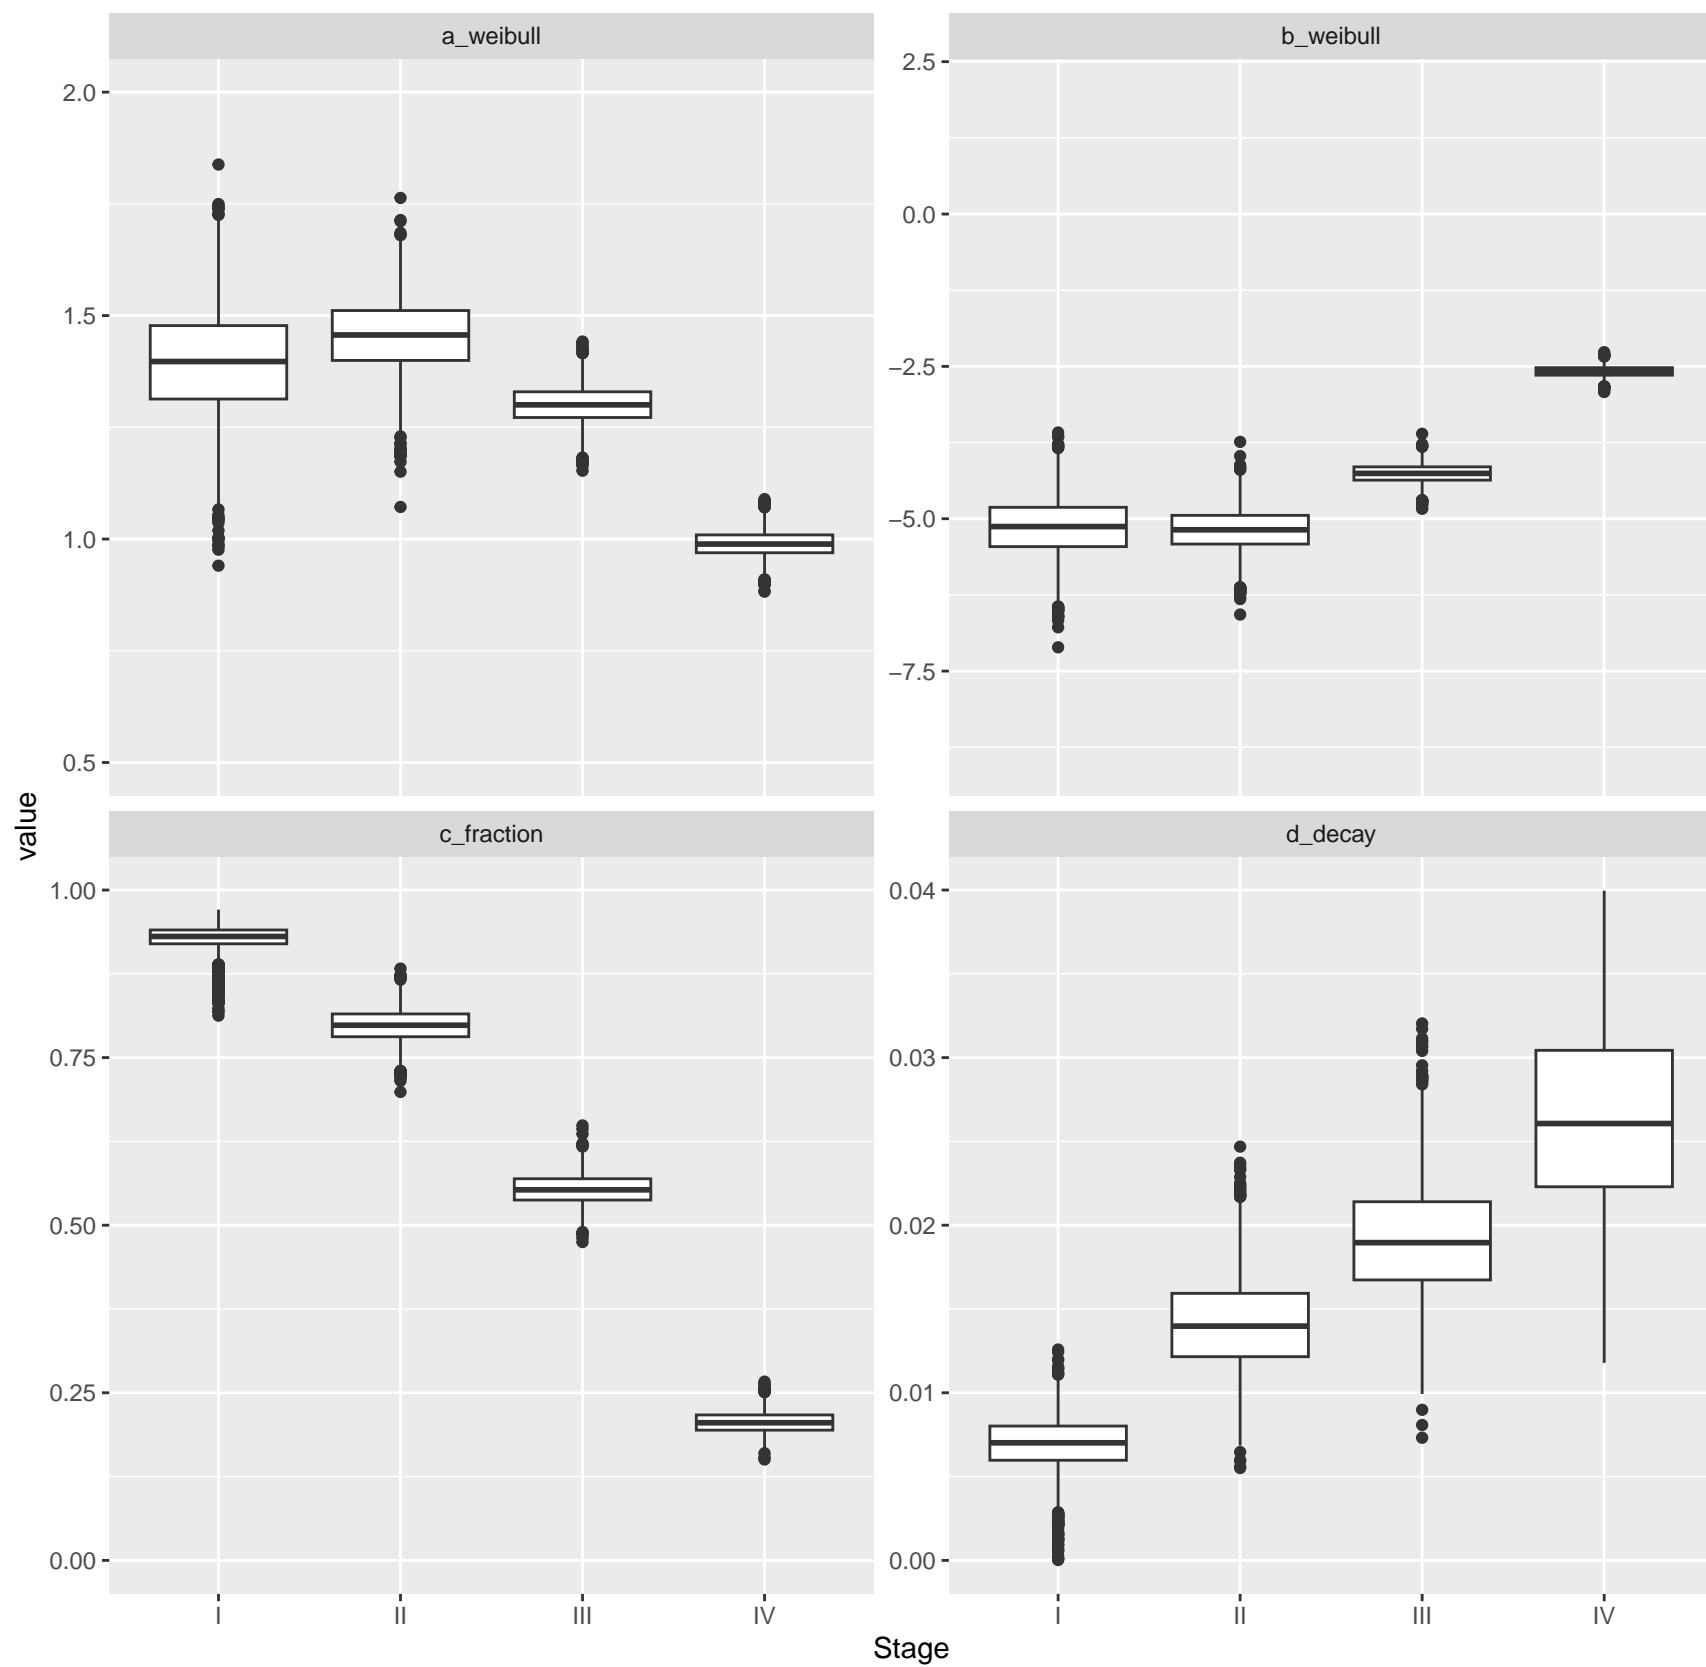 a_weibull
b_weibull
2.0
1.5
1.0
0.5
2.5
0.0
−2.5
−5.0
−7.5
value
c_fraction
d_decay
1.00
0.75
0.50
0.25
0.00
0.04
0.03
0.02
0.01
0.00
I II III IV
I II III IV
Stage